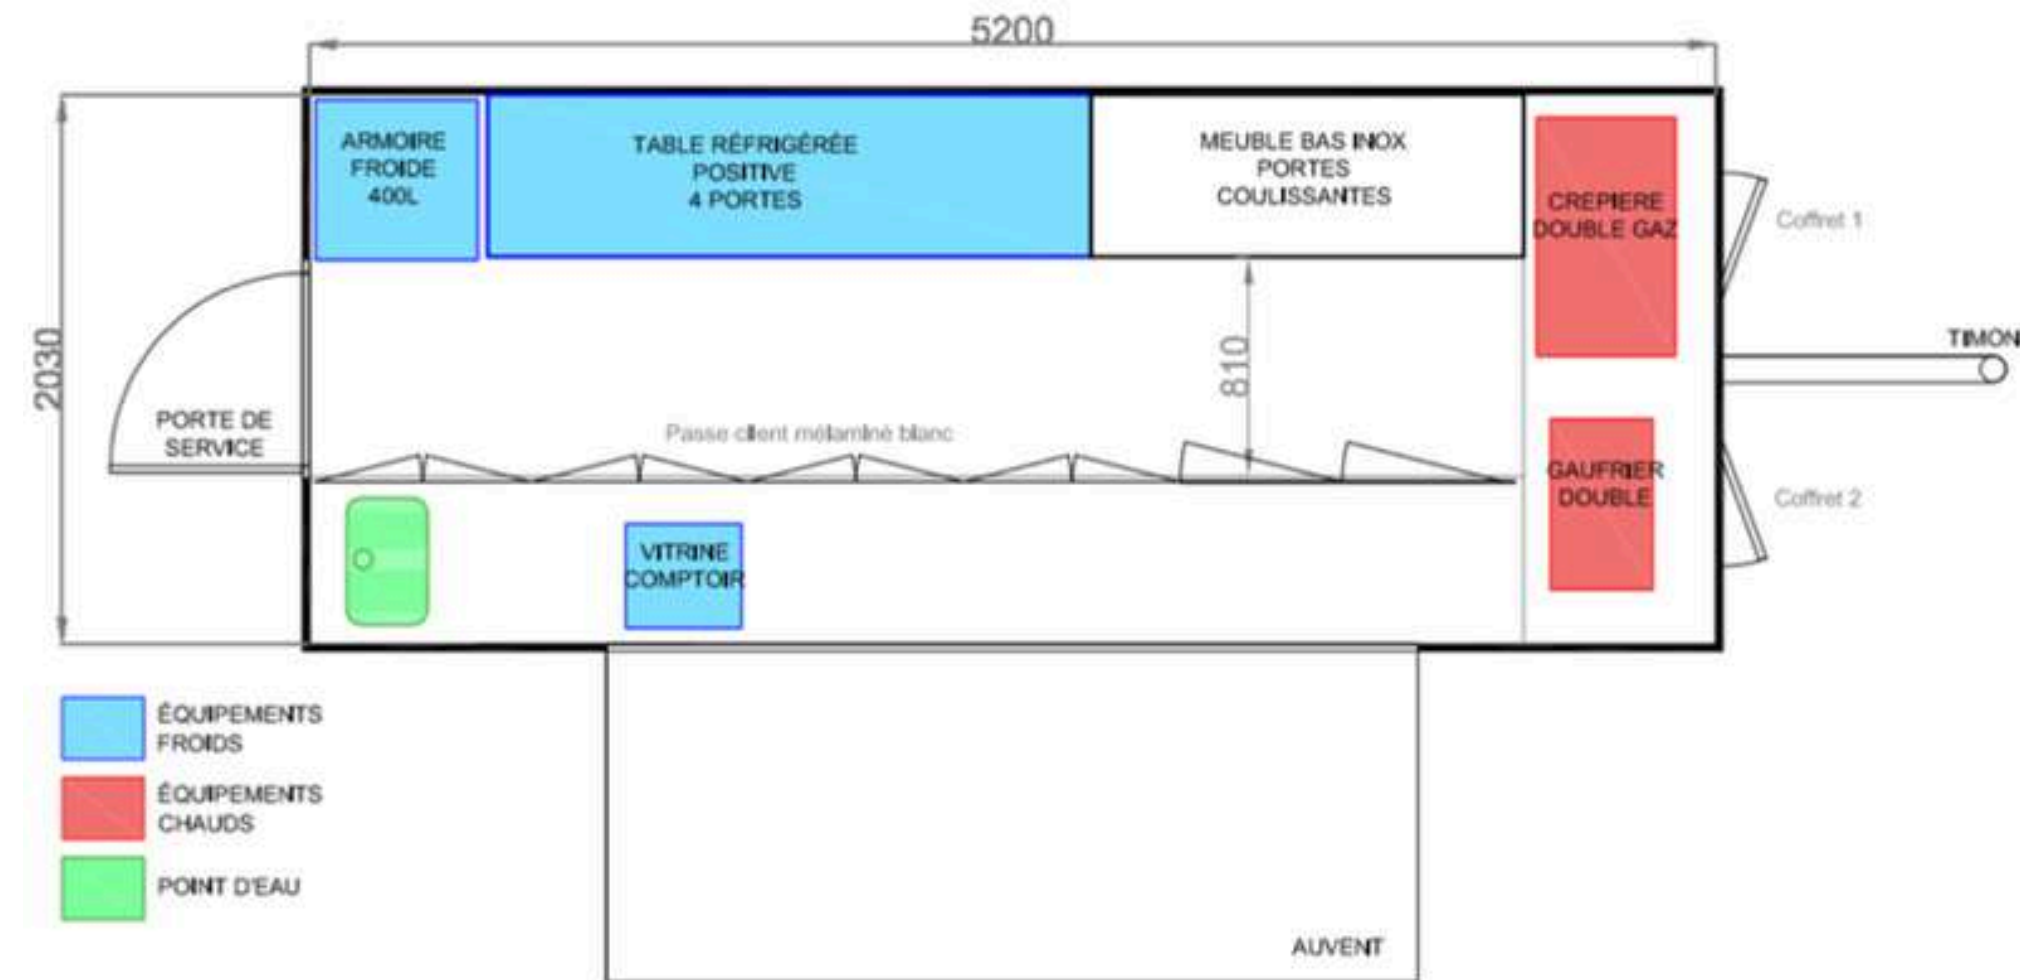 5200
2030
ARMOIRE
FROIDE
400L
TABLE RÉFRIGÉRÉE
POSITIVE
4 PORTES
MEUBLE BAS INOX
PORTES
COULISSANTES
CREPIERE
DOUBLE GAZ
Coffret 1
TIMON
810
PORTE DE
SERVICE
Passe client mélaminé blanc
GAUFRIER
DOUBLE
Coffret 2
VITRINE
COMPTOIR
ÉQUIPEMENTS
FROIDS
ÉQUIPEMENTS
CHAUDS
POINT D'EAU
AUVENT